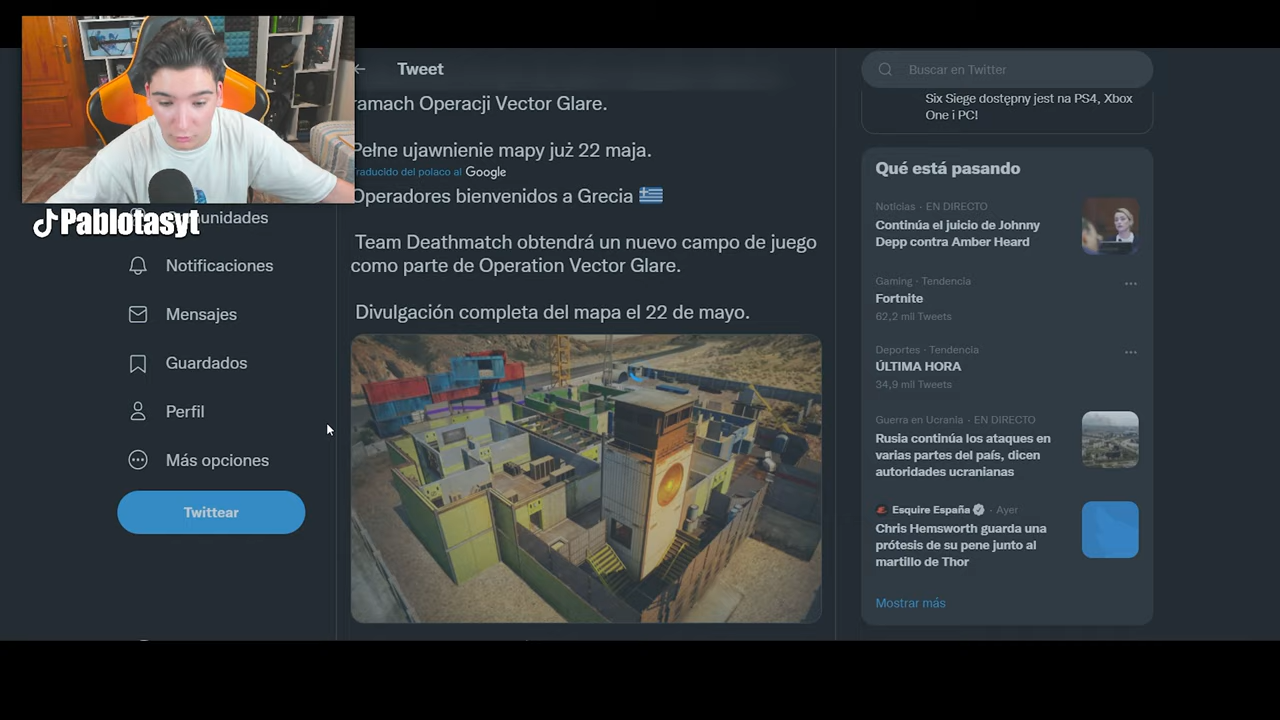 Tweet
Buscar en Twitter
ramach Operacji Vector Glare.
Pełne ujawnienie mapy już 22 maja.
raducido del polaco al Google
Operadores bienvenidos a Grecia 🇬🇷
Team Deathmatch obtendrá un nuevo campo de juego
como parte de Operation Vector Glare.
Divulgación completa del mapa el 22 de mayo.
Pablotasyt
munidades
Notificaciones
Mensajes
Guardados
Perfil
Más opciones
Twittear
Six Siege dostępny jest na PS4, Xbox
One i PC!
Qué está pasando
Noticias · EN DIRECTO
Continúa el juicio de Johnny
Depp contra Amber Heard
Gaming · Tendencia
Fortnite
62,2 mil Tweets
Deportes · Tendencia
ÚLTIMA HORA
34,9 mil Tweets
Guerra en Ucrania · EN DIRECTO
Rusia continúa los ataques en
varias partes del país, dicen
autoridades ucranianas
Esquire España · Ayer
Chris Hemsworth guarda una
prótesis de su pene junto al
martillo de Thor
Mostrar más